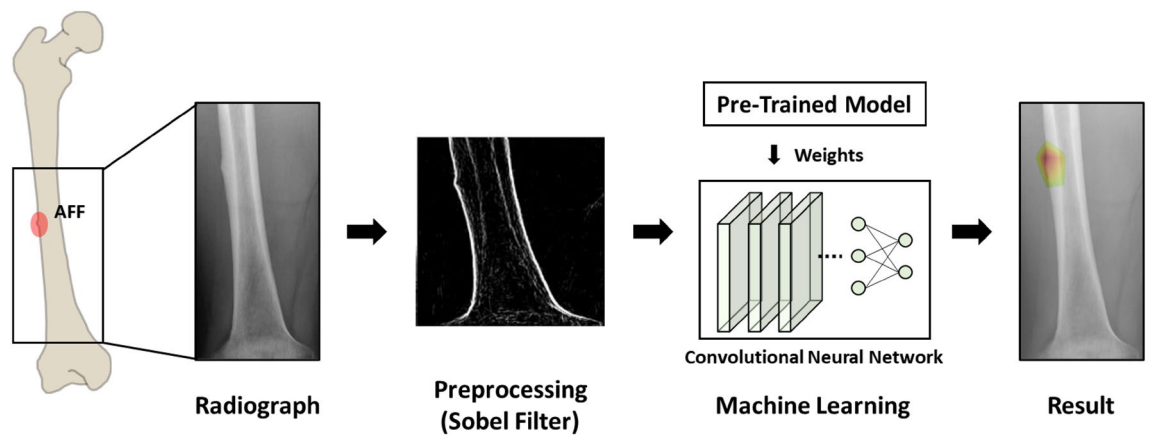 AFF
Radiograph
Preprocessing
(Sobel Filter)
Pre-Trained Model
Weights
Convolutional Neural Network
Machine Learning
Result